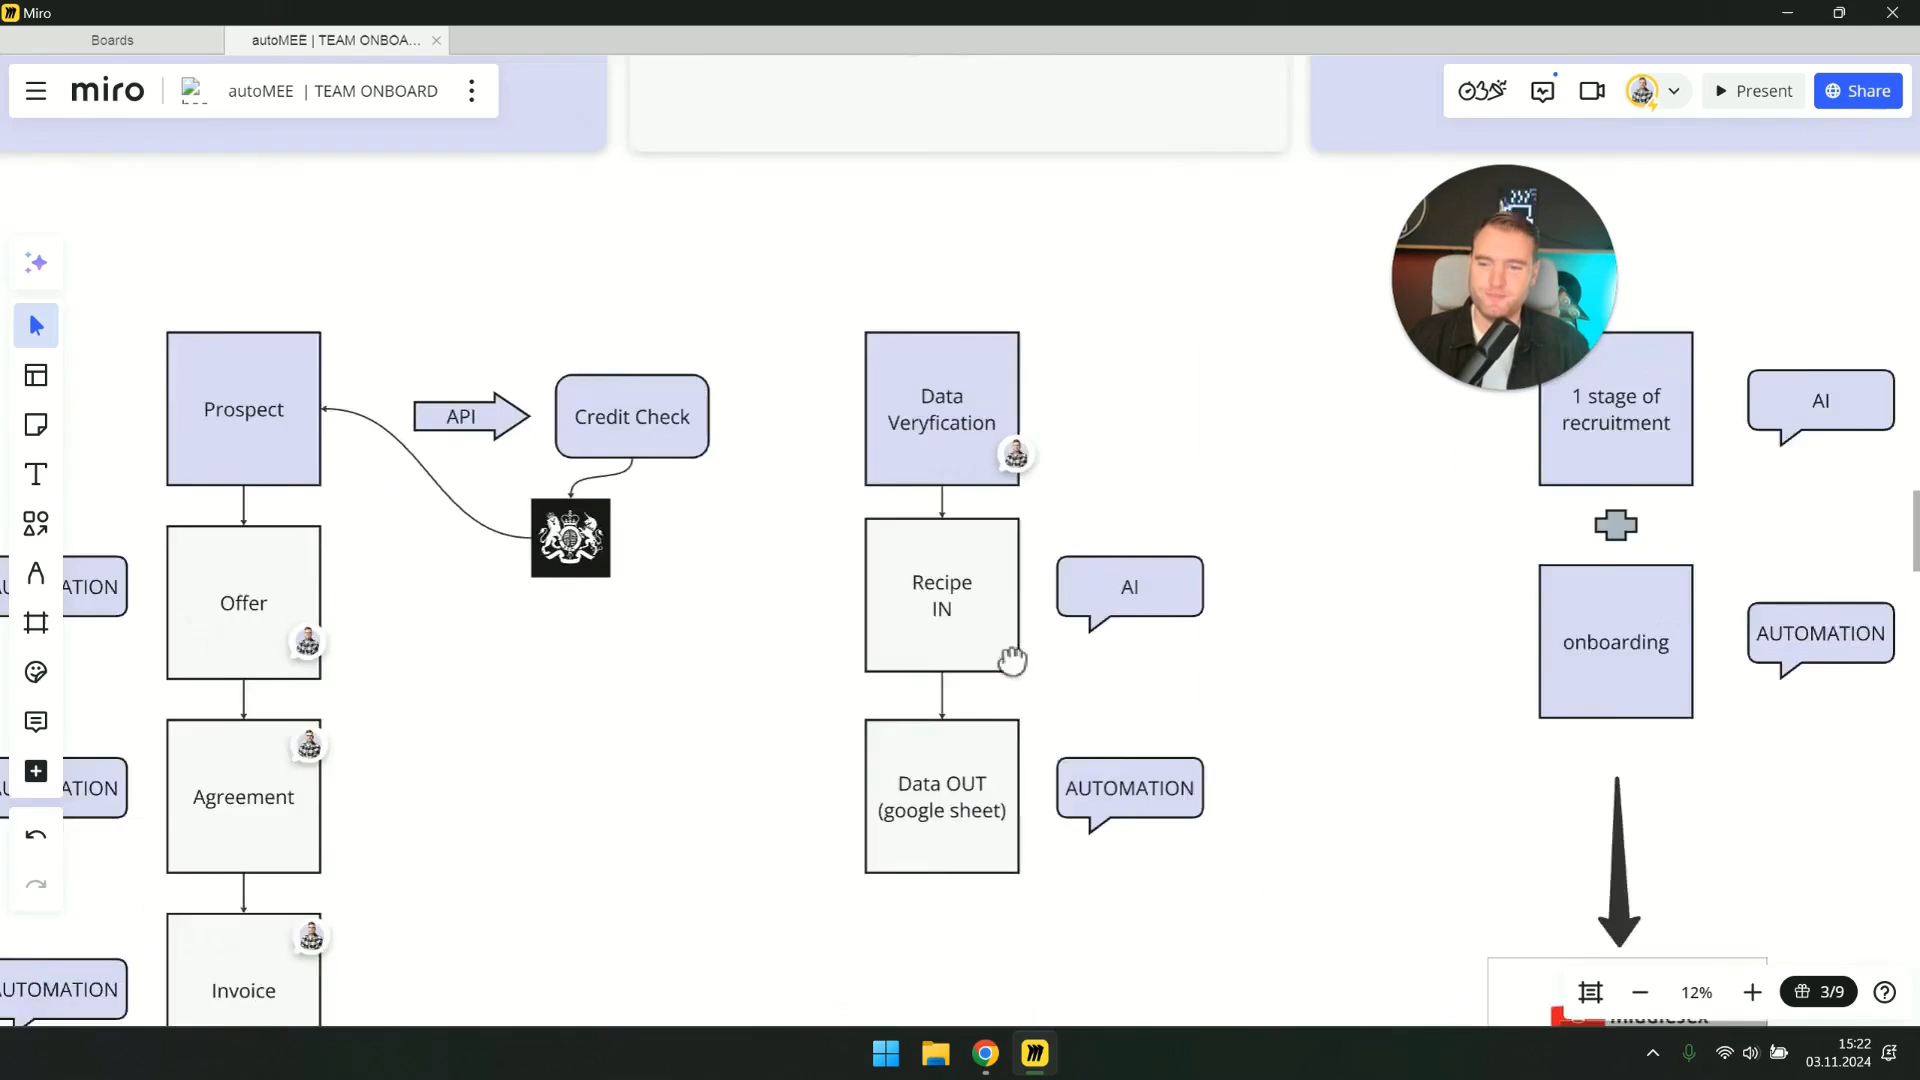 Miro
Boards
autoMEE | TEAM ONBOA...
miro
autoMEE | TEAM ONBOARD
Present
Share
Prospect
API
Credit Check
Data
Veryfication
1 stage of
recruitment
AI
ATION
Offer
Recipe
IN
AI
onboarding
AUTOMATION
ATION
Agreement
Data OUT
(google sheet)
AUTOMATION
UTOMATION
Invoice
12%
3/9
15:22
03.11.2024